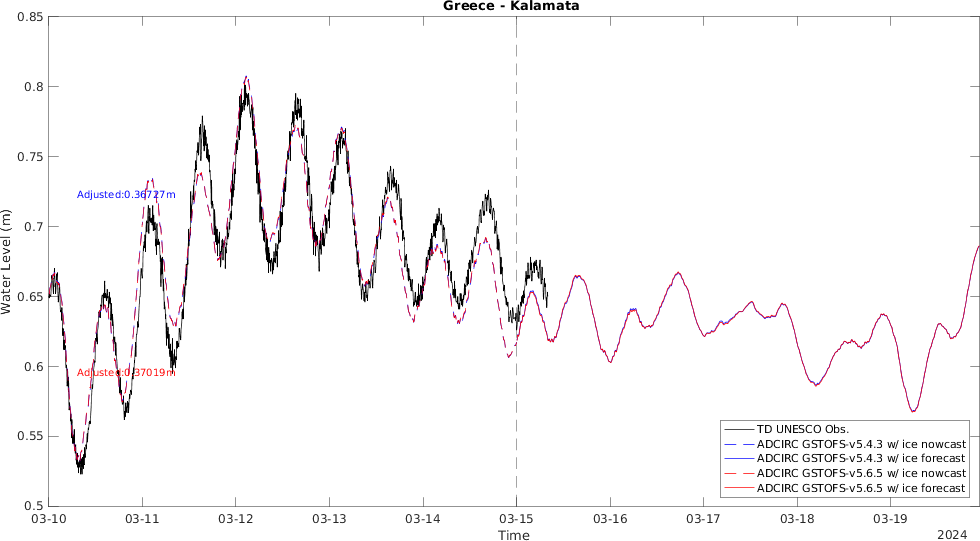 Greece - Kalamata
0.85
0.8
0.75
0.7
0.65
0.6
0.55
0.5
Water Level (m)
Adjusted:0.36727m
Adjusted:0.37019m
TD UNESCO Obs.
ADCIRC GSTOFS-v5.4.3 w/ ice nowcast
ADCIRC GSTOFS-v5.4.3 w/ ice forecast
ADCIRC GSTOFS-v5.6.5 w/ ice nowcast
ADCIRC GSTOFS-v5.6.5 w/ ice forecast
03-10 03-11 03-12 03-13 03-14 03-15 03-16 03-17 03-18 03-19
Time
2024